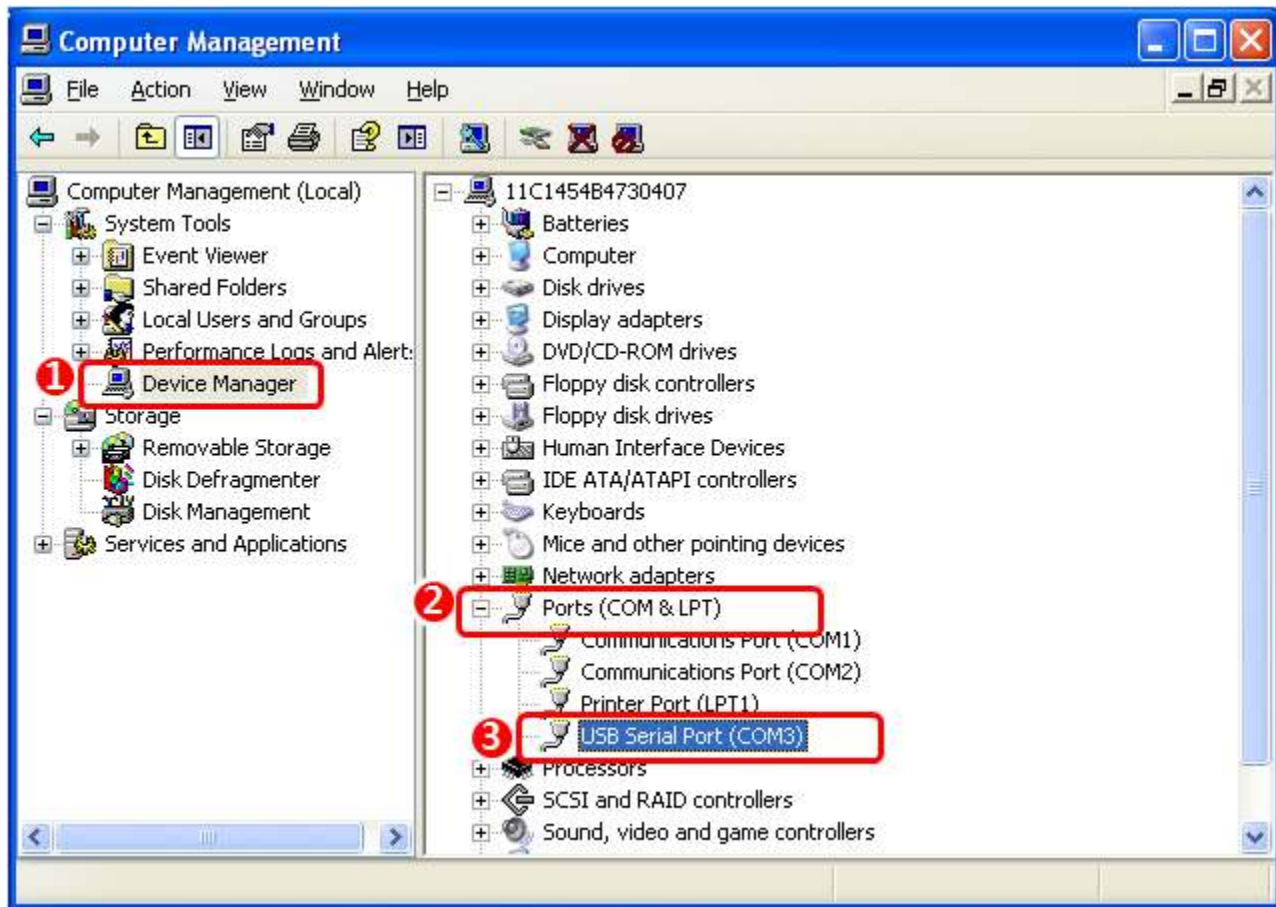 Computer Management
File Action View Window Help
Computer Management (Local)
System Tools
Event Viewer
Shared Folders
Local Users and Groups
Performance Logs and Alert
1 Device Manager
Storage
Removable Storage
Disk Defragmenter
Disk Management
Services and Applications
11C1454B4730407
Batteries
Computer
Disk drives
Display adapters
DVD/CD-ROM drives
Floppy disk controllers
Floppy disk drives
Human Interface Devices
IDE ATA/ATAPI controllers
Keyboards
Mice and other pointing devices
Network adapters
2 Ports (COM & LPT)
Communications Port (COM1)
Communications Port (COM2)
Printer Port (LPT1)
3 USB Serial Port (COM3)
Processors
SCSI and RAID controllers
Sound, video and game controllers